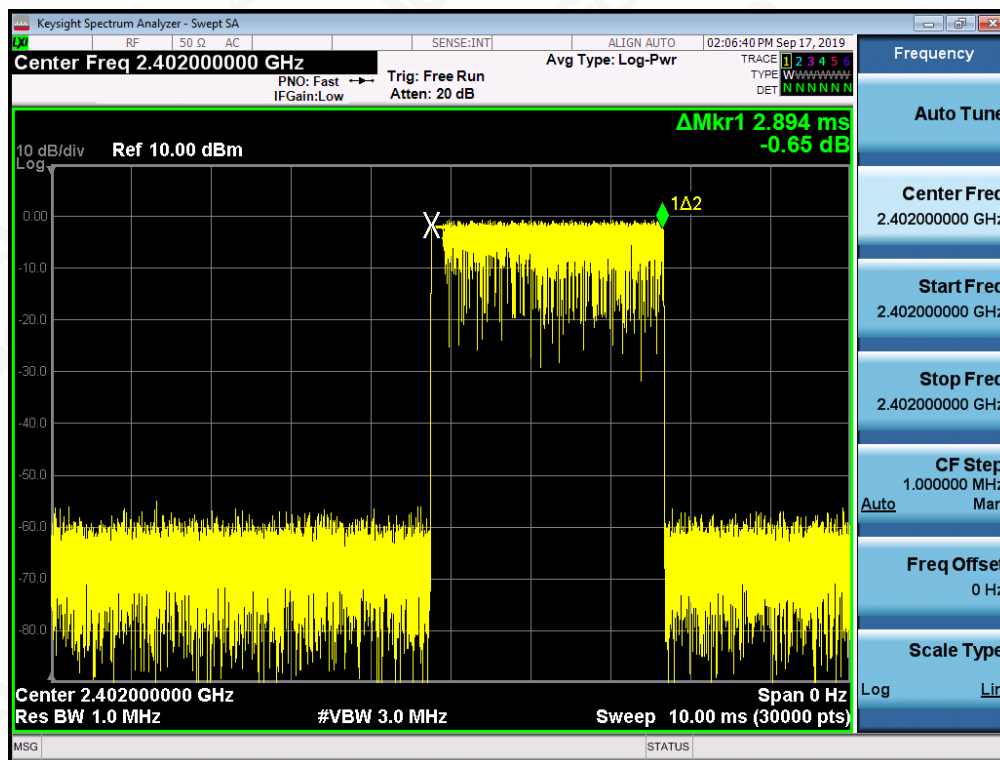 Keysight Spectrum Analyzer - Swept SA
LXI RF 50 Ω AC SENSE:INT ALIGN AUTO 02:06:40 PM Sep 17, 2019
Center Freq 2.402000000 GHz
PNO: Fast
IFGain:Low
Trig: Free Run
Atten: 20 dB
Avg Type: Log-Pwr
TRACE 1 2 3 4 5 6
TYPE W W W W W W
DET N N N N N N
ΔMkr1 2.894 ms
-0.65 dB
10 dB/div Ref 10.00 dBm
Log
1Δ2
0.00
-10.0
-20.0
-30.0
-40.0
-50.0
-60.0
-70.0
-80.0
Center 2.402000000 GHz Span 0 Hz
Res BW 1.0 MHz #VBW 3.0 MHz Sweep 10.00 ms (30000 pts)
MSG STATUS
Frequency
Auto Tune
Center Freq
2.402000000 GHz
Start Freq
2.402000000 GHz
Stop Freq
2.402000000 GHz
CF Step
1.000000 MHz
Auto Man
Freq Offset
0 Hz
Scale Type
Log Lin